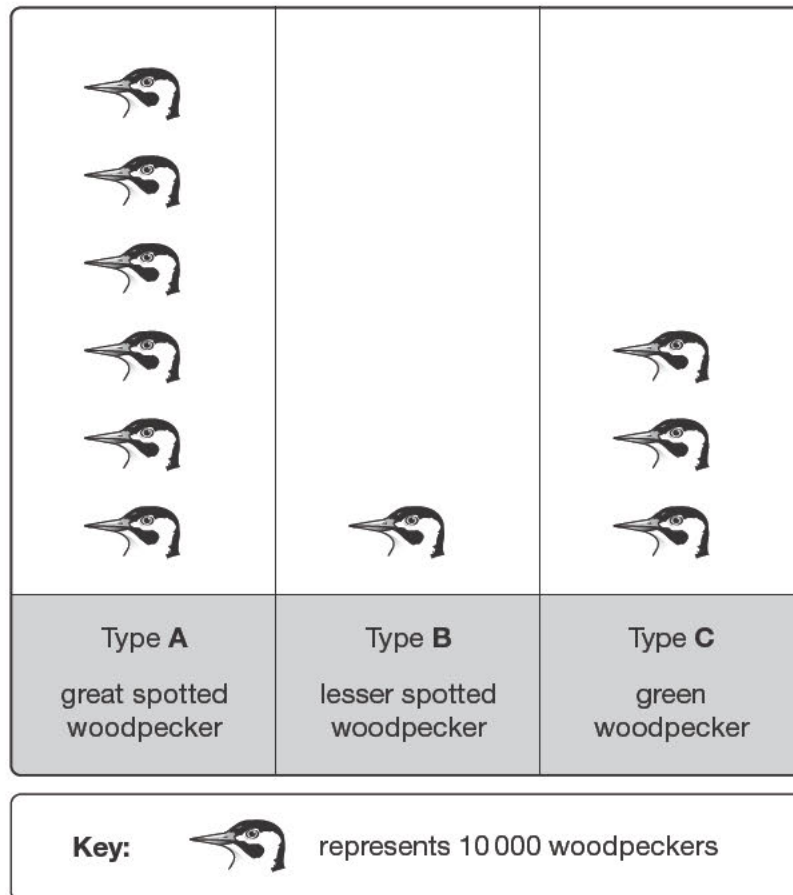 Type A
great spotted
woodpecker
Type B
lesser spotted
woodpecker
Type C
green
woodpecker
Key: represents 10 000 woodpeckers